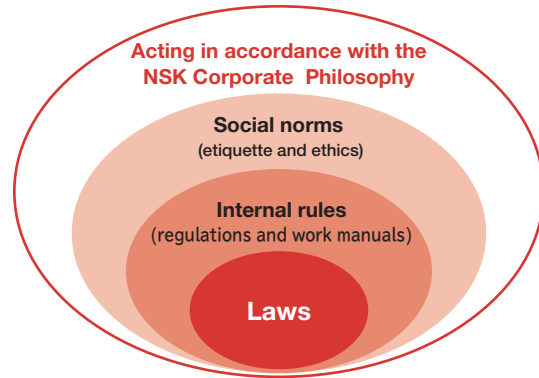 Acting in accordance with the
NSK Corporate Philosophy
Social norms
(etiquette and ethics)
Internal rules
(regulations and work manuals)
Laws